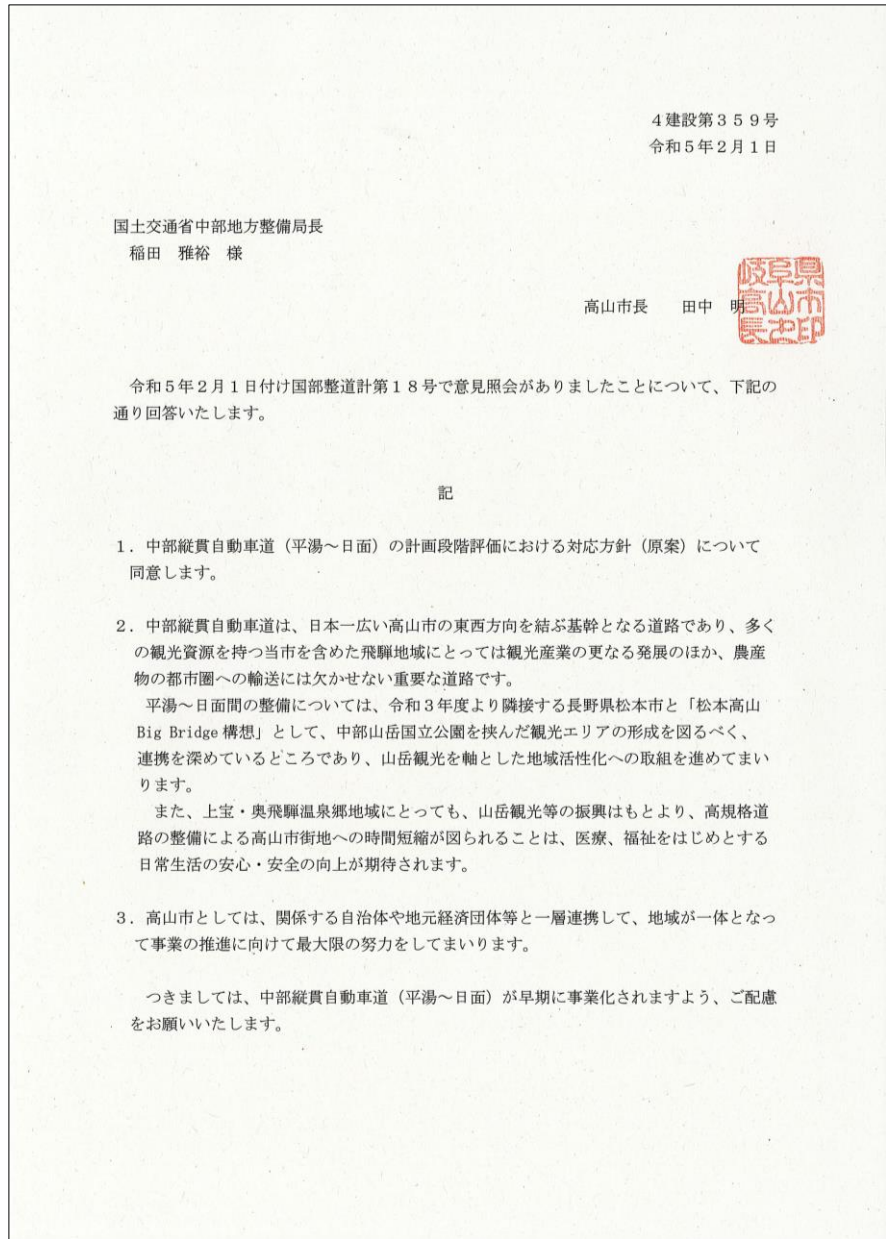 4建設第359号
令和5年2月1日
国土交通省中部地方整備局長
稲田 雅裕 様
高山市長 田中 明
岐阜県
高山市
長之印
令和5年2月1日付け国部整道計第18号で意見照会がありましたことについて、下記の
通り回答いたします。
記
1.中部縦貫自動車道(平湯~日面)の計画段階評価における対応方針(原案)について
同意します。
2.中部縦貫自動車道は、日本一広い高山市の東西方向を結ぶ基幹となる道路であり、多く
の観光資源を持つ当市を含めた飛騨地域にとっては観光産業の更なる発展のほか、農産
物の都市圏への輸送には欠かせない重要な道路です。
平湯~日面間の整備については、令和3年度より隣接する長野県松本市と「松本高山
Big Bridge 構想」として、中部山岳国立公園を挟んだ観光エリアの形成を図るべく、
連携を深めているところであり、山岳観光を軸とした地域活性化への取組を進めてまい
ります。
また、上宝・奥飛騨温泉郷地域にとっても、山岳観光等の振興はもとより、高規格道
路の整備による高山市街地への時間短縮が図られることは、医療、福祉をはじめとする
日常生活の安心・安全の向上が期待されます。
3.高山市としては、関係する自治体や地元経済団体等と一層連携して、地域が一体となっ
て事業の推進に向けて最大限の努力をしてまいります。
つきましては、中部縦貫自動車道(平湯~日面)が早期に事業化されますよう、ご配慮
をお願いいたします。